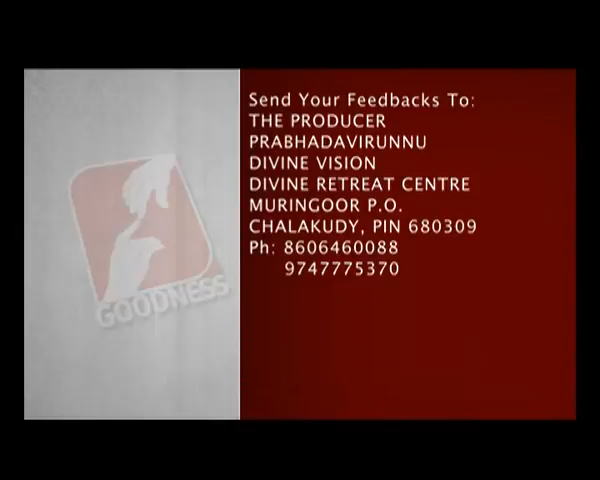 Send Your Feedbacks To:
THE PRODUCER
PRABHADAVIRUNNU
DIVINE VISION
DIVINE RETREAT CENTRE
MURINGOOR P.O.
CHALAKUDY, PIN 680309
Ph: 8606460088
9747775370
GOODNESS